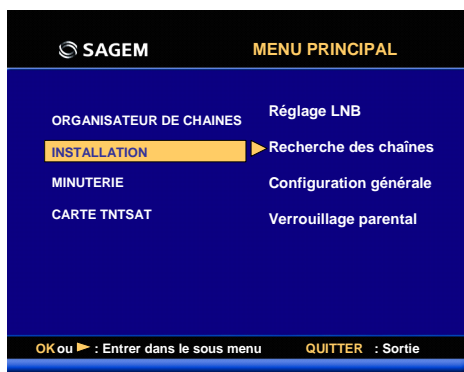 SAGEM
MENU PRINCIPAL
ORGANISATEUR DE CHAINES
INSTALLATION
MINUTERIE
CARTE TNTSAT
Réglage LNB
Recherche des chaînes
Configuration générale
Verrouillage parental
OK ou : Entrer dans le sous menu QUITTER : Sortie